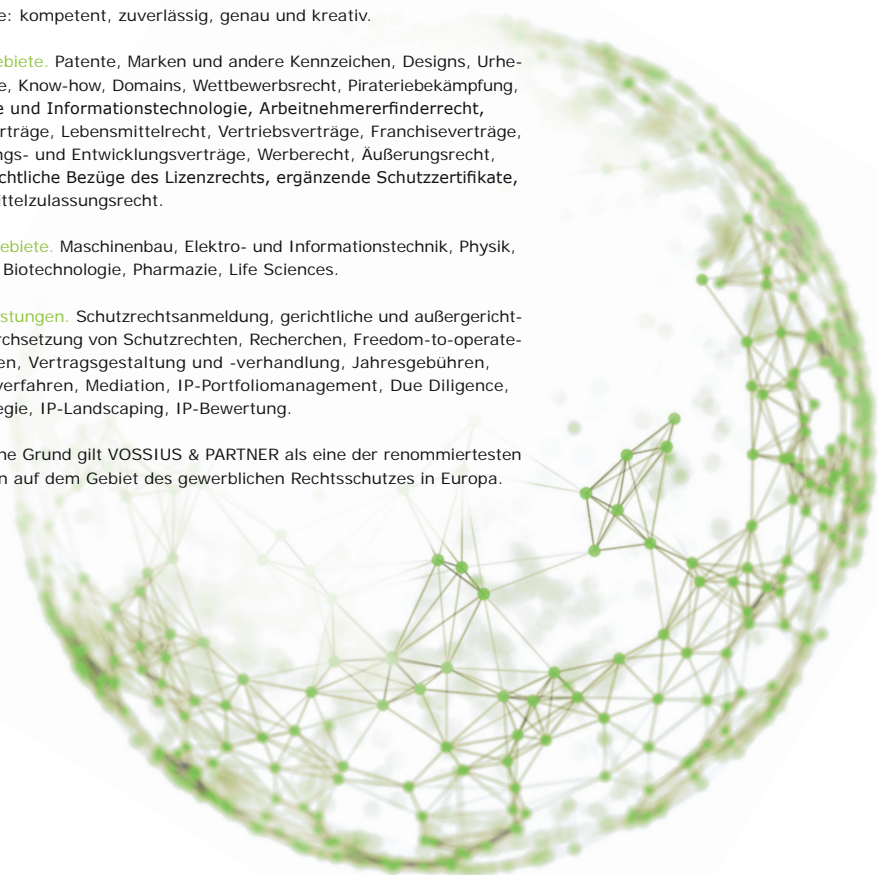 e: kompetent, zuverlässig, genau und kreativ.
ebiete. Patente, Marken und andere Kennzeichen, Designs, Urhe-
e, Know-how, Domains, Wettbewerbsrecht, Pirateriebekämpfung,
e und Informationstechnologie, Arbeitnehmererfinderrecht,
rträge, Lebensmittelrecht, Vertriebsverträge, Franchiseverträge,
ngs- und Entwicklungsverträge, Werberecht, Äußerungsrecht,
chtliche Bezüge des Lizenzrechts, ergänzende Schutzzertifikate,
ittelzulassungsrecht.
ebiete. Maschinenbau, Elektro- und Informationstechnik, Physik,
Biotechnologie, Pharmazie, Life Sciences.
stungen. Schutzrechtsanmeldung, gerichtliche und außergericht-
rchsetzung von Schutzrechten, Recherchen, Freedom-to-operate-
en, Vertragsgestaltung und -verhandlung, Jahresgebühren,
verfahren, Mediation, IP-Portfoliomanagement, Due Diligence,
egie, IP-Landscaping, IP-Bewertung.
he Grund gilt VOSSIUS & PARTNER als eine der renommiertesten
n auf dem Gebiet des gewerblichen Rechtsschutzes in Europa.